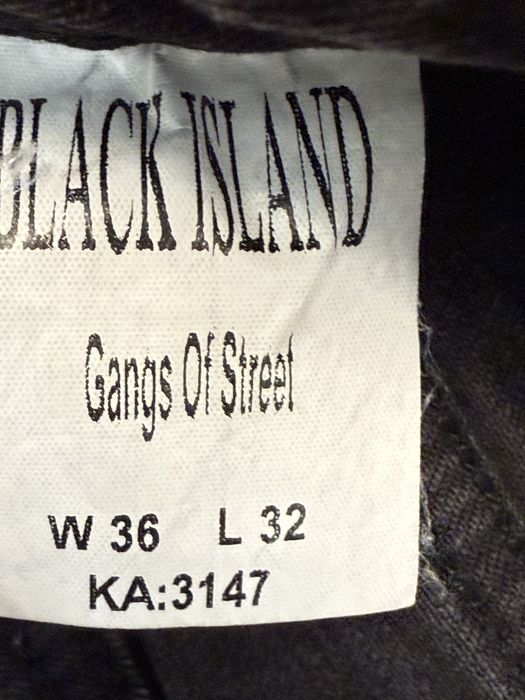 BLACK ISLAND
Gangs Of Street
W 36 L 32
KA:3147